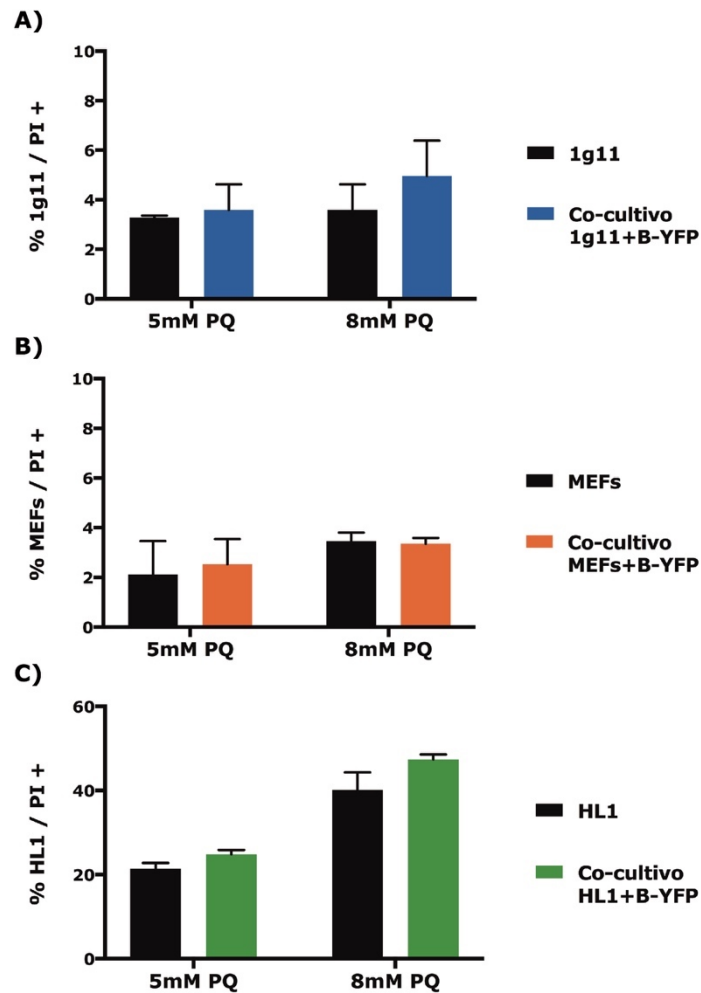 A)
% 1g11 / PI +
10
8
6
4
2
0
5mM PQ
8mM PQ
1g11
Co-cultivo
1g11+B-YFP
B)
% MEFs / PI +
10
8
6
4
2
0
5mM PQ
8mM PQ
MEFs
Co-cultivo
MEFs+B-YFP
C)
% HL1 / PI +
60
40
20
0
5mM PQ
8mM PQ
HL1
Co-cultivo
HL1+B-YFP